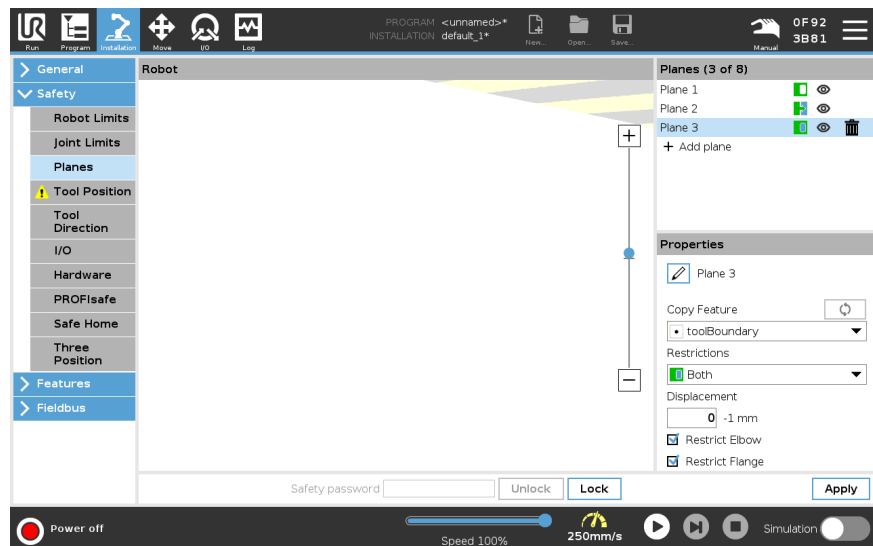 PROGRAM <unnamed>*
INSTALLATION default_1*
Run Program Installation Move I/O Log
New... Open... Save...
Manual
0F92
3B81
General
Safety
Robot Limits
Joint Limits
Planes
Tool Position
Tool
Direction
I/O
Hardware
PROFIsafe
Safe Home
Three
Position
Features
Fieldbus
Robot
Planes (3 of 8)
Plane 1
Plane 2
Plane 3
+ Add plane
Properties
Plane 3
Copy Feature
toolBoundary
Restrictions
Both
Displacement
0 -1 mm
Restrict Elbow
Restrict Flange
Safety password Unlock Lock Apply
Power off
Speed 100%
250mm/s
Simulation